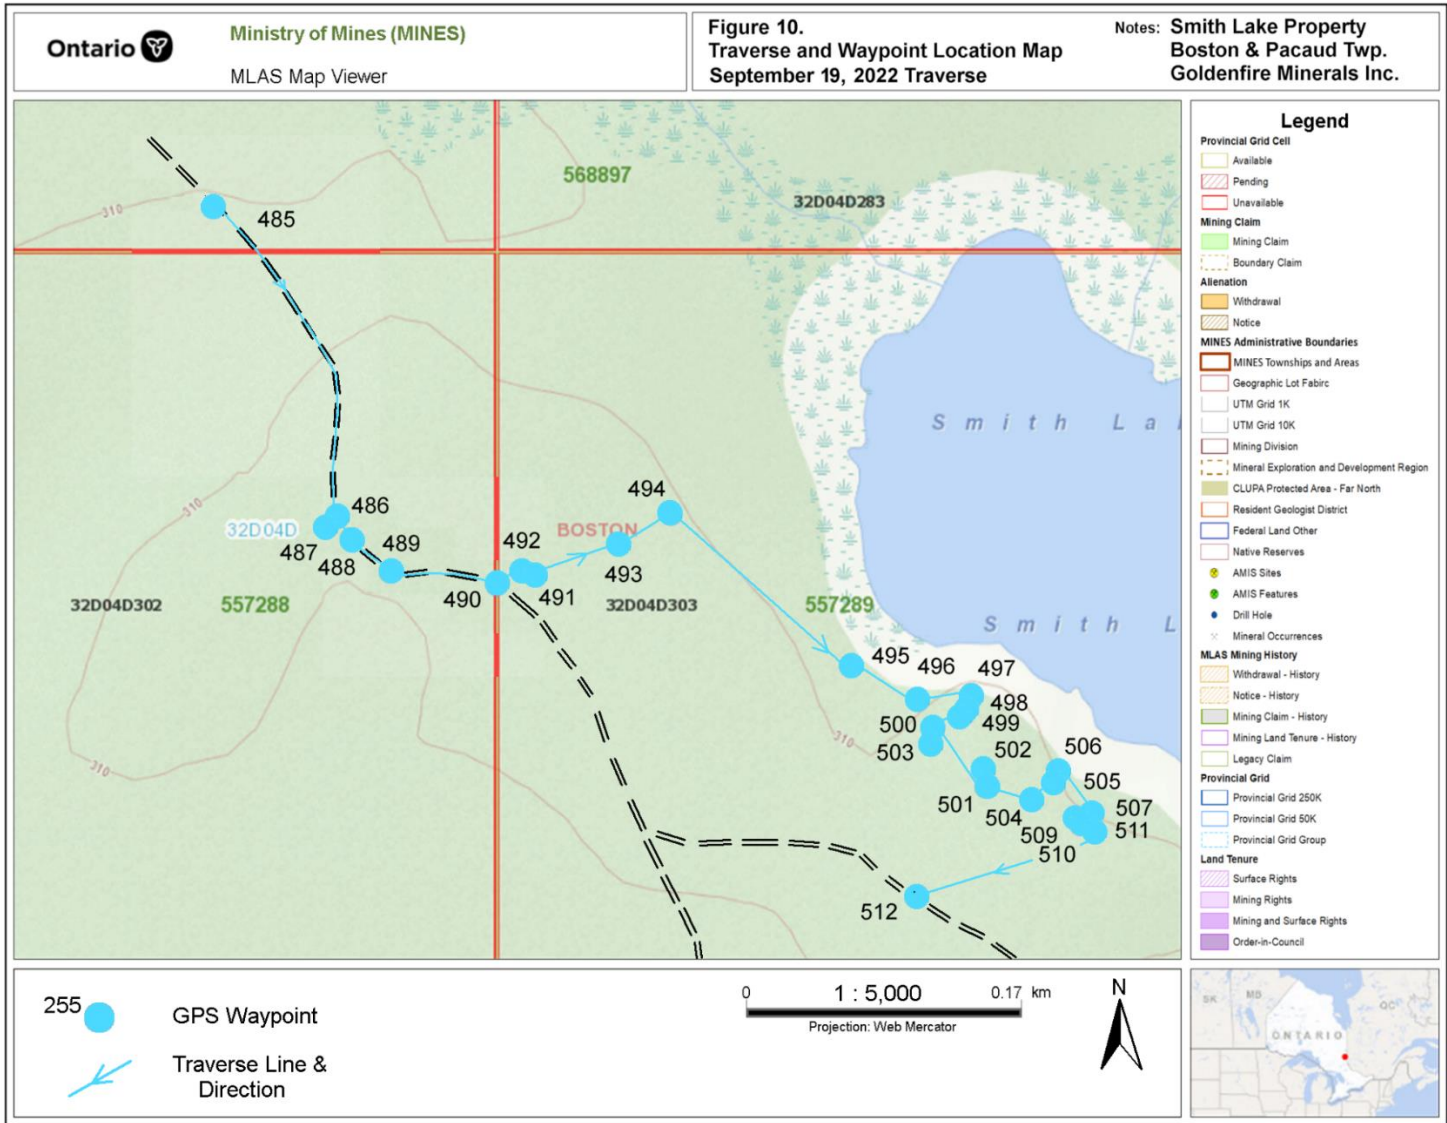 Ontario
Ministry of Mines (MINES)
MLAS Map Viewer
Figure 10.
Traverse and Waypoint Location Map
September 19, 2022 Traverse
Notes: Smith Lake Property
Boston & Pacaud Twp.
Goldenfire Minerals Inc.
568897
32D04D283
310
485
Smith La
310
494
486
32D04D
BOSTON
487
488
489
492
493
490
491
32D04D302
557288
32D04D303
557289
Smith L
495
496
497
498
500
499
503
310
502
506
505
310
501
504
507
509
511
510
512
Legend
Provincial Grid Cell
Available
Pending
Unavailable
Mining Claim
Mining Claim
Boundary Claim
Alienation
Withdrawal
Notice
MINES Administrative Boundaries
MINES Townships and Areas
Geographic Lot Fabirc
UTM Grid 1K
UTM Grid 10K
Mining Division
Mineral Exploration and Development Region
CLUPA Protected Area - Far North
Resident Geologist District
Federal Land Other
Native Reserves
AMIS Sites
AMIS Features
Drill Hole
Mineral Occurrences
MLAS Mining History
Withdrawal - History
Notice - History
Mining Claim - History
Mining Land Tenure - History
Legacy Claim
Provincial Grid
Provincial Grid 250K
Provincial Grid 50K
Provincial Grid Group
Land Tenure
Surface Rights
Mining Rights
Mining and Surface Rights
Order-in-Council
255
GPS Waypoint
Traverse Line &
Direction
0 1 : 5,000 0.17 km
Projection: Web Mercator
N
SK
MB
QC
ONTARIO